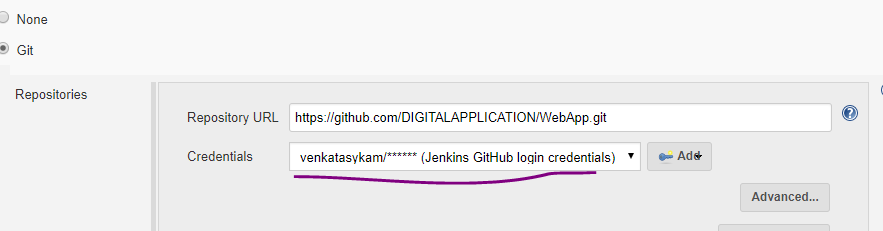 None
Git
Repositories
Repository URL https://github.com/DIGITALAPPLICATION/WebApp.git
Credentials venkatasykam/****** (Jenkins GitHub login credentials) Add
Advanced...